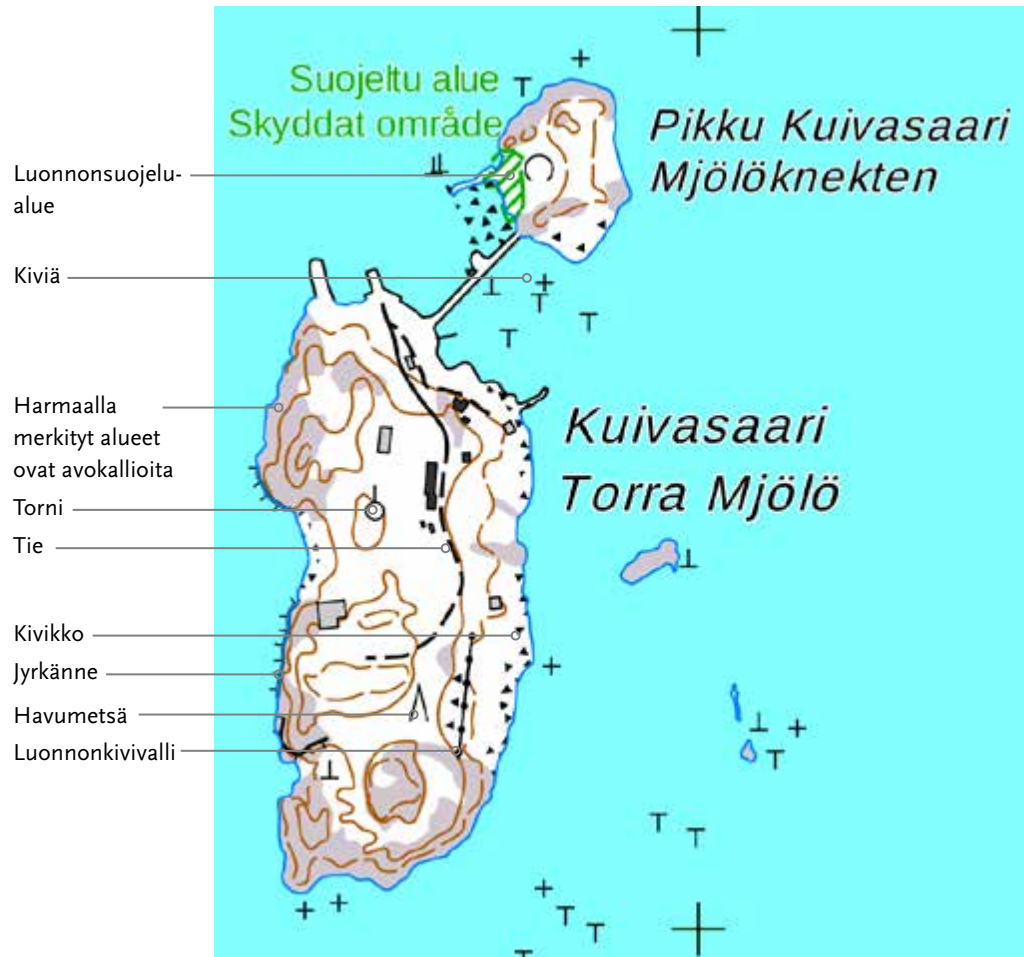 Suojeltu alue
Skyddat område
Pikku Kuivasaari
Mjölöknekten
Luonnonsuojelu-
alue
Kiviä
Harmaalla
merkityt alueet
ovat avokallioita
Kuivasaari
Torra Mjölö
Torni
Tie
Kivikko
Jyrkänne
Havumetsä
Luonnonkivivalli